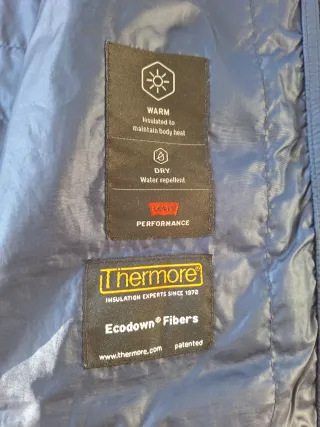 WARM
Insulated to
maintain body heat
DRY
Water repellent
Levi's
PERFORMANCE
Thermore®
INSULATION EXPERTS SINCE 1972
Ecodown® Fibers
www.thermore.com patented